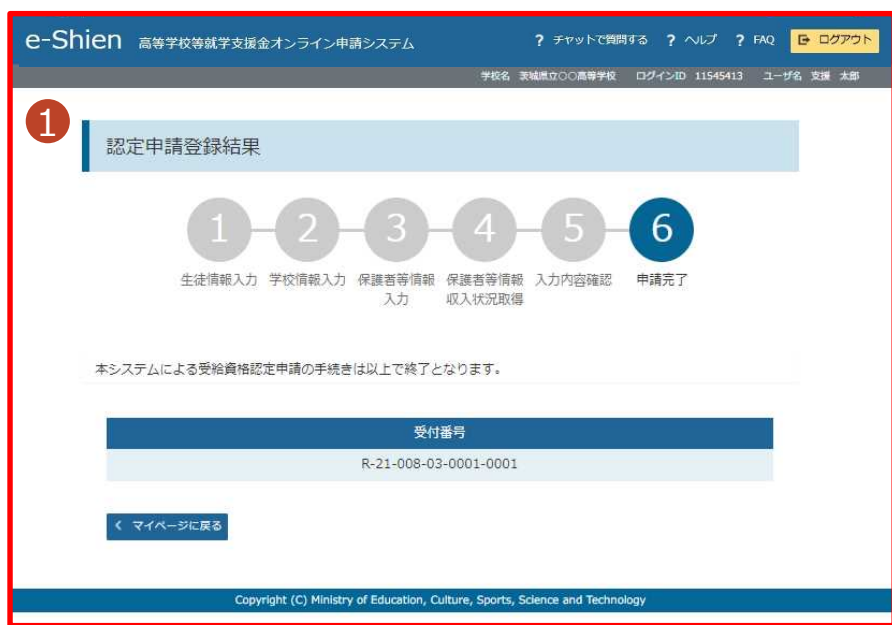 e-Shien 高等学校等就学支援金オンライン申請システム ? チャットで質問する ? ヘルプ ? FAQ ログアウト
学校名 茨城県立○○高等学校 ログインID 11545413 ユーザ名 支援 太郎
1
認定申請登録結果
1 2 3 4 5 6
生徒情報入力 学校情報入力 保護者等情報入力 保護者等情報収入状況取得 入力内容確認 申請完了
本システムによる受給資格認定申請の手続きは以上で終了となります。
受付番号
R-21-008-03-0001-0001
マイページに戻る
Copyright (C) Ministry of Education, Culture, Sports, Science and Technology